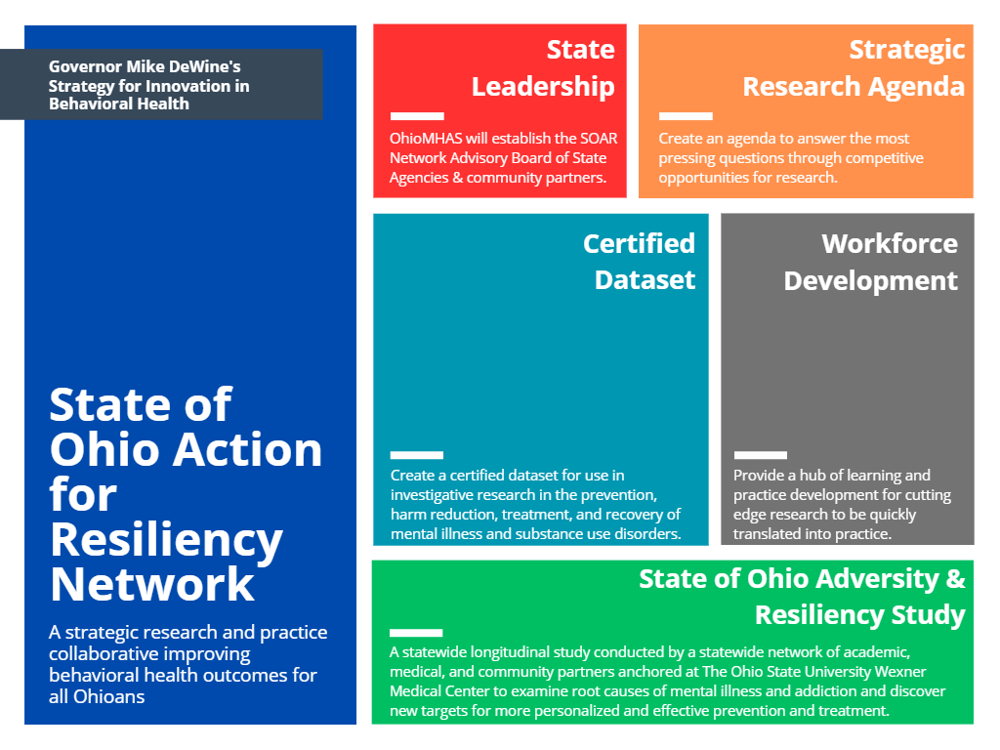 Governor Mike DeWine's
Strategy for Innovation in
Behavioral Health
State of
Ohio Action
for
Resiliency
Network
A strategic research and practice
collaborative improving
behavioral health outcomes for
all Ohioans
State
Leadership
OhioMHAS will establish the SOAR
Network Advisory Board of State
Agencies & community partners.
Strategic
Research Agenda
Create an agenda to answer the most
pressing questions through competitive
opportunities for research.
Certified
Dataset
Create a certified dataset for use in
investigative research in the prevention,
harm reduction, treatment, and recovery of
mental illness and substance use disorders.
Workforce
Development
Provide a hub of learning and
practice development for cutting
edge research to be quickly
translated into practice.
State of Ohio Adversity &
Resiliency Study
A statewide longitudinal study conducted by a statewide network of academic,
medical, and community partners anchored at The Ohio State University Wexner
Medical Center to examine root causes of mental illness and addiction and discover
new targets for more personalized and effective prevention and treatment.